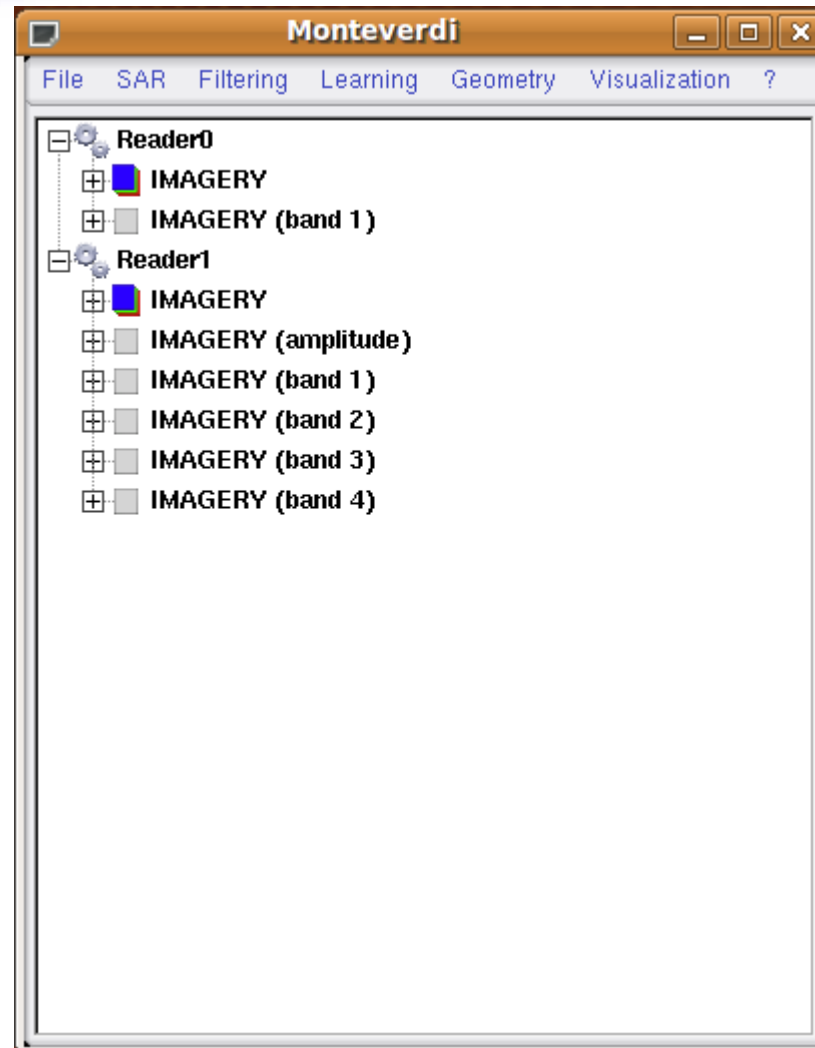 Monteverdi
File SAR Filtering Learning Geometry Visualization ?
Reader0
IMAGERY
IMAGERY (band 1)
Reader1
IMAGERY
IMAGERY (amplitude)
IMAGERY (band 1)
IMAGERY (band 2)
IMAGERY (band 3)
IMAGERY (band 4)